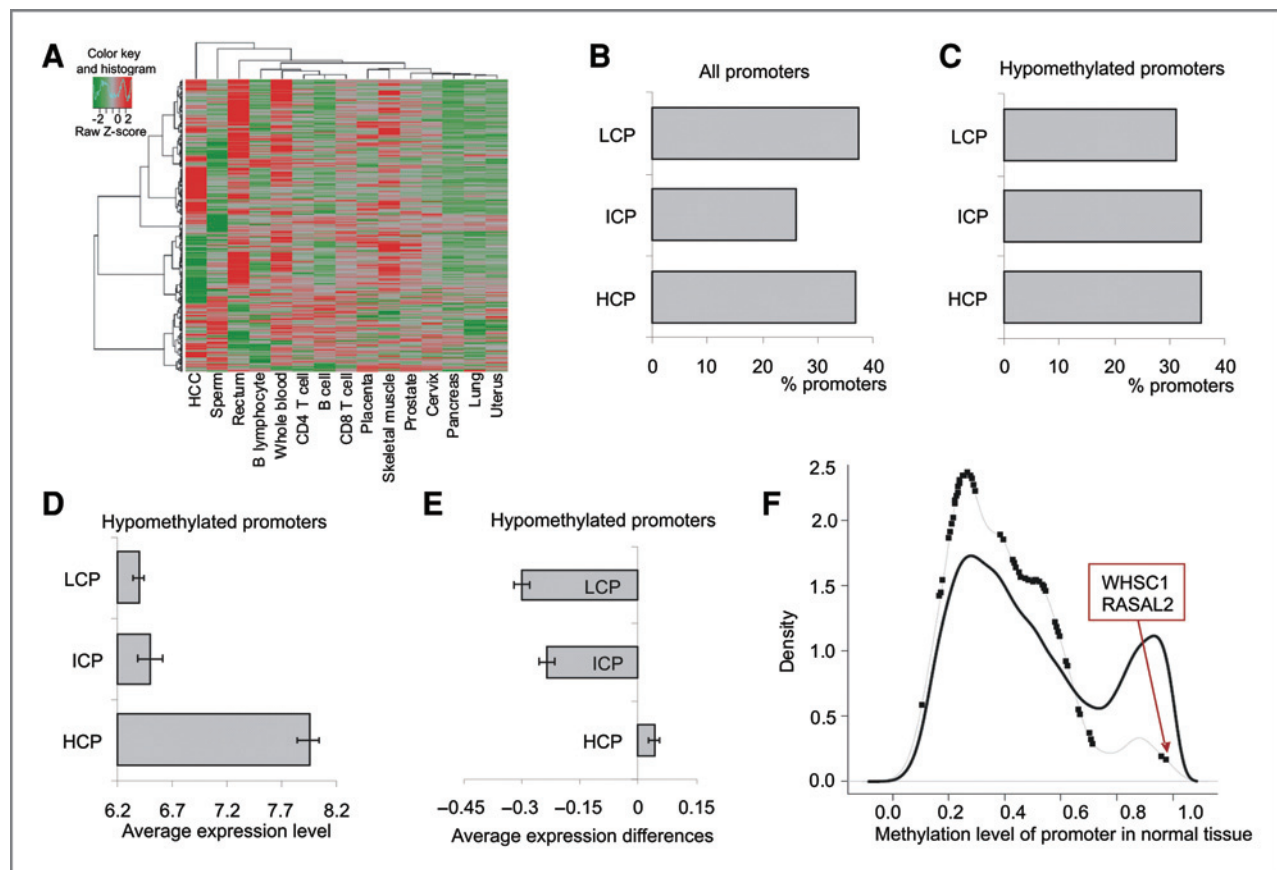 A
Color key
and histogram
-2 0 2
Raw Z-score
HCC
Sperm
Rectum
B lymphocyte
Whole blood
CD4 T cell
B cell
CD8 T cell
Placenta
Skeletal muscle
Prostate
Cervix
Pancreas
Lung
Uterus
B
All promoters
LCP
ICP
HCP
0 10 20 30 40
% promoters
C
Hypomethylated promoters
LCP
ICP
HCP
0 10 20 30 40
% promoters
D
Hypomethylated promoters
LCP
ICP
HCP
6.2 6.7 7.2 7.7 8.2
Average expression level
E
Hypomethylated promoters
LCP
ICP
HCP
−0.45 −0.3 −0.15 0 0.15
Average expression differences
F
2.5
2.0
1.5
1.0
0.5
0.0
Density
WHSC1
RASAL2
0.0 0.2 0.4 0.6 0.8 1.0
Methylation level of promoter in normal tissue